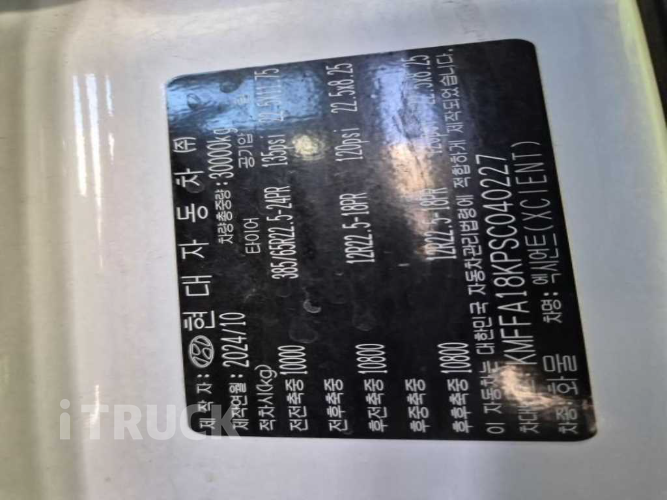 제작자: 현대자동차 (주)
제작연월: 2024/10 차량총중량: 30000kg
적차시(kg) 타이어 공기압
전전축중 10000 385/65R22.5-24PR 135psi 22.5X11.75
전후축중
후전축중 10800 12R22.5-18PR 120psi 22.5x8.25
후중축중
후후축중 10800 12R22.5-18PR 120psi 22.5x8.25
이 자동차는 대한민국 자동차관리법령에 적합하게 제작되었습니다.
KMFFA18KPSC040227
차종: 화물 차명: 엑시언트(XCIENT)
iTRUCK